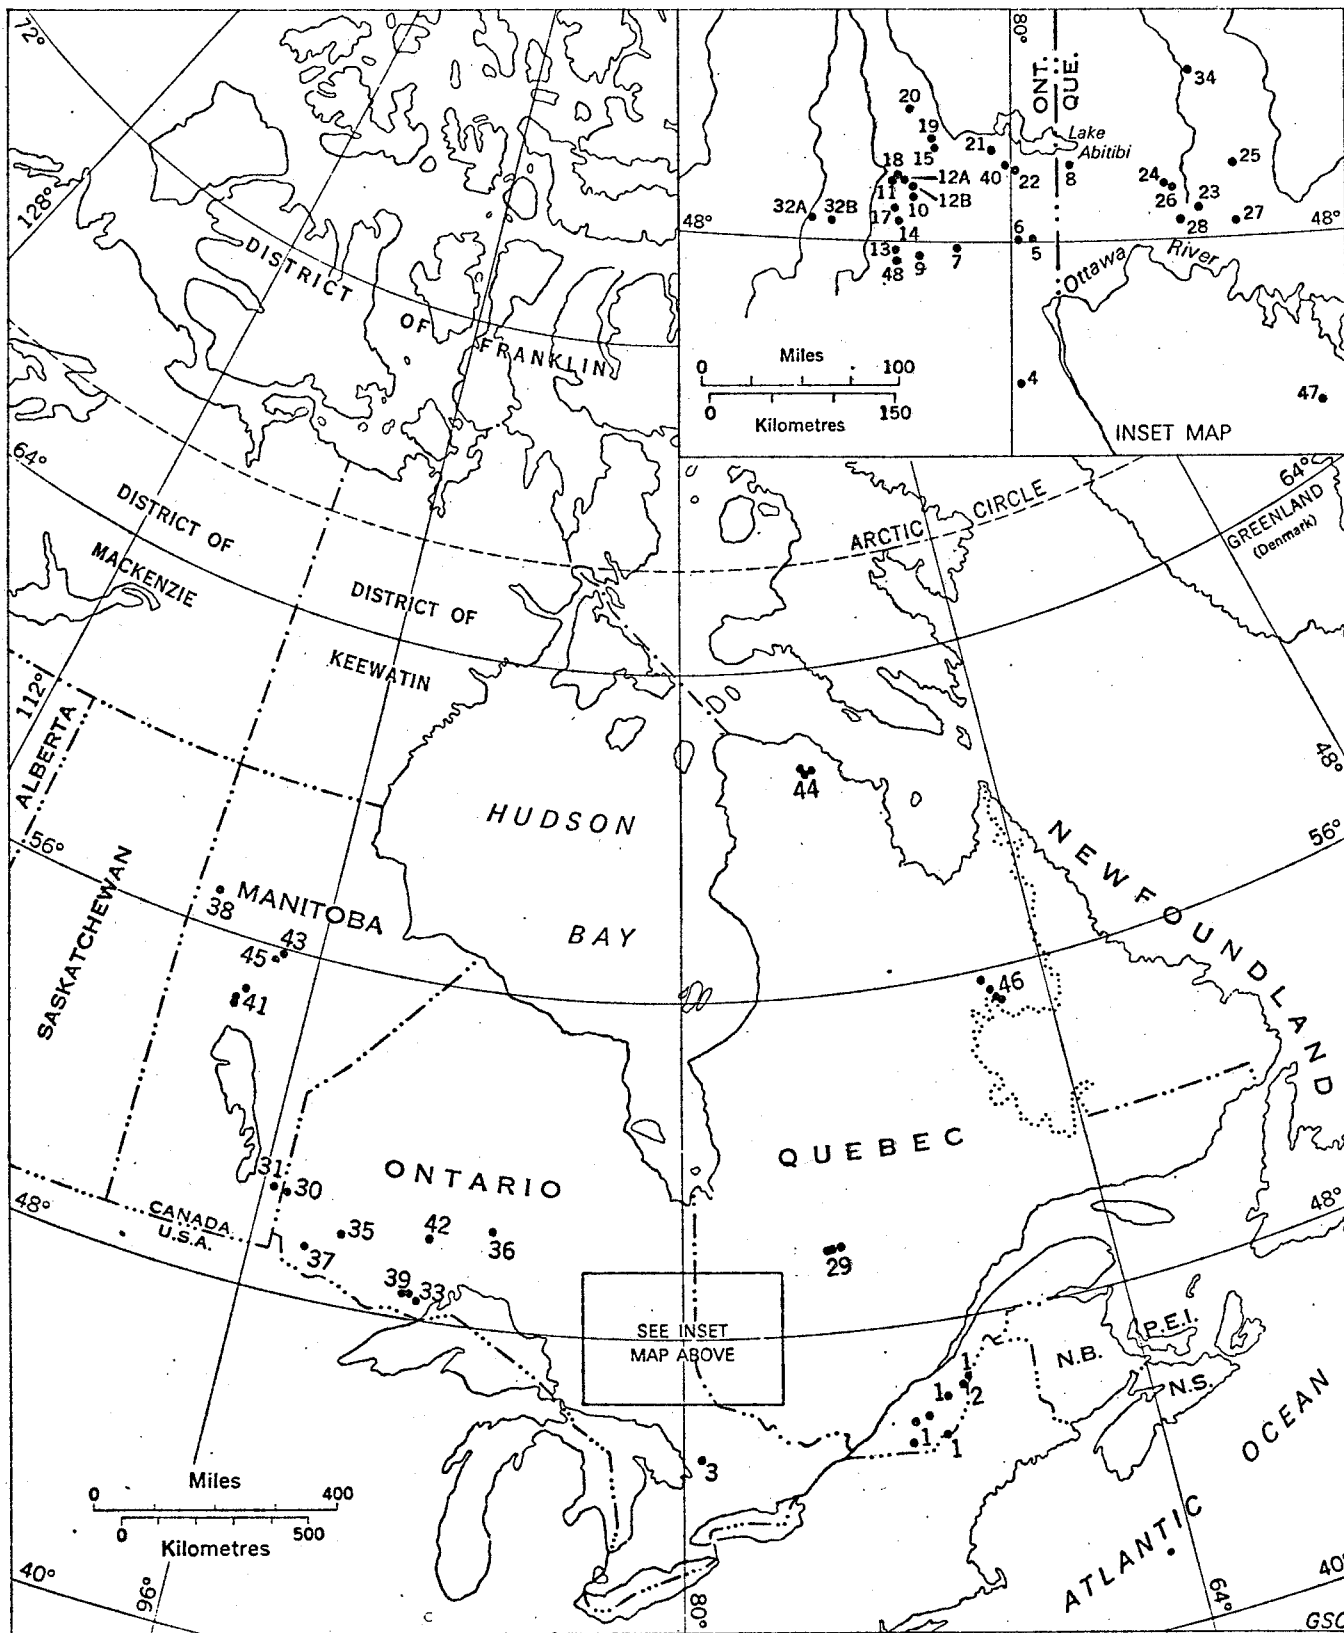 72°
128°
DISTRICT
OF
FRANKLIN
64°
DISTRICT OF
MACKENZIE
DISTRICT OF
KEEWATIN
112°
ALBERTA
56°
SASKATCHEWAN
MANITOBA
38
43
45
41
HUDSON
BAY
31
30
ONTARIO
CANADA
U.S.A.
48°
35
37
42
36
39
33
SEE INSET
MAP ABOVE
3
Miles
0 400
0 500
Kilometres
40°
96°
80°
80°
ONT.
QUE.
34
20
19
15
21
Lake
Abitibi
18
12A
11
12B
10
17
14
40
22
8
24
26
25
23
28
27
32A
32B
48°
48°
13
48
9
7
6
5
Ottawa
River
Miles
0 100
0 150
Kilometres
4
47
INSET MAP
ARCTIC CIRCLE
64°
GREENLAND
(Denmark)
48°
44
NEWFOUNDLAND
56°
46
QUEBEC
48°
29
P.E.I.
N.B.
N.S.
1
1
2
1
1
ATLANTIC
OCEAN
64°
40°
GSC